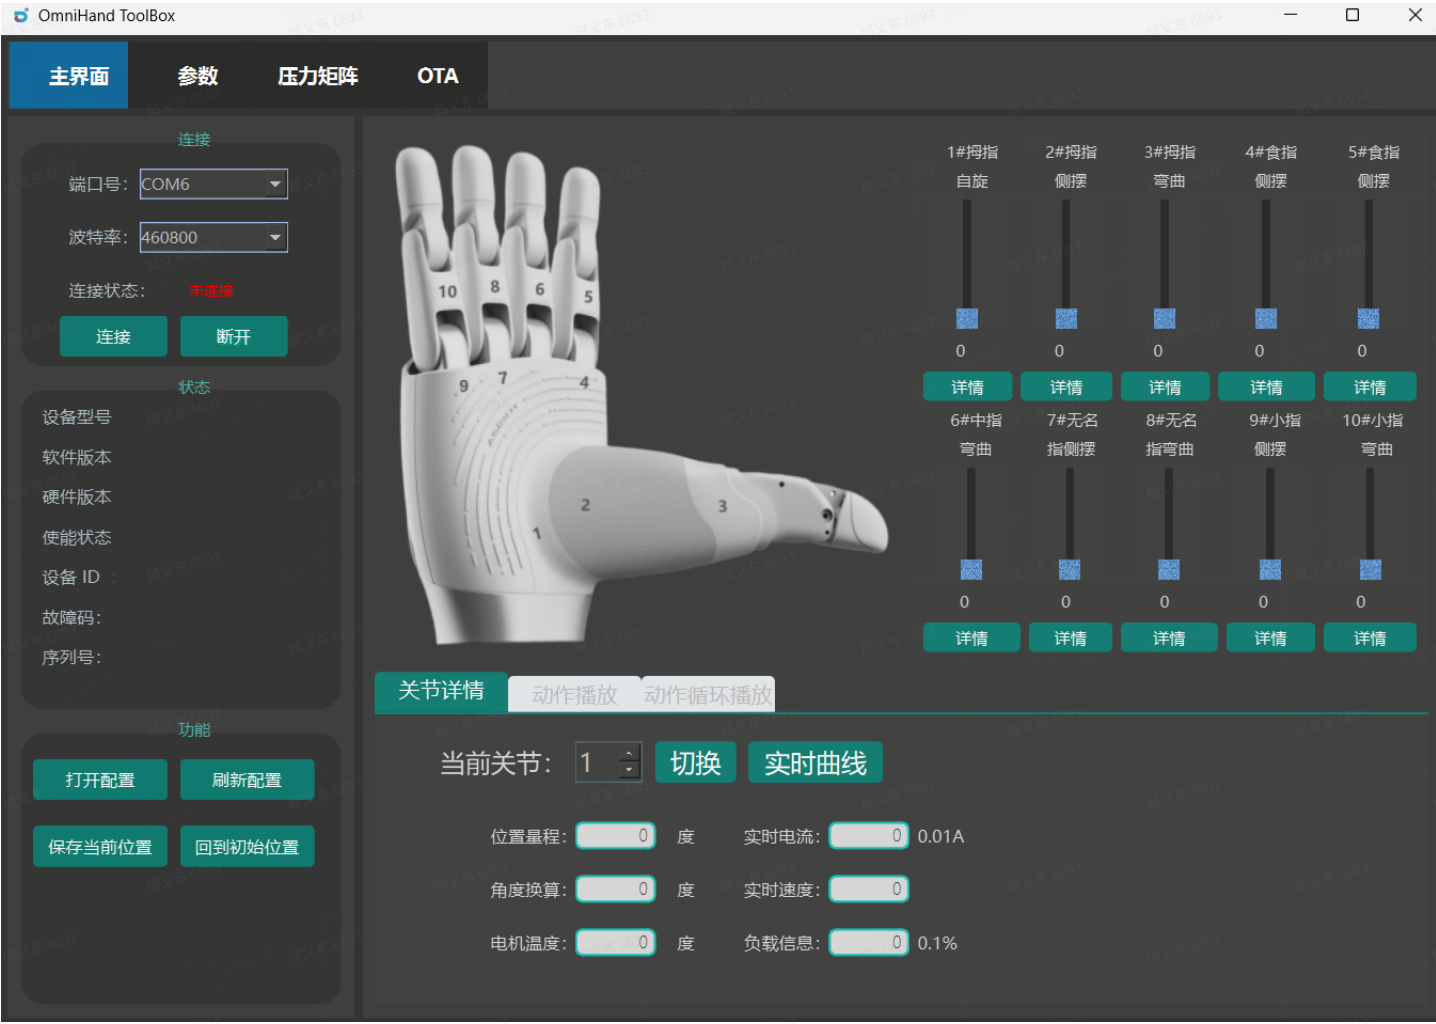 OmniHand ToolBox
主界面 参数 压力矩阵 OTA
连接
端口号： COM6
波特率： 460800
连接状态： 未连接
连接 断开
状态
设备型号
软件版本
硬件版本
使能状态
设备 ID :
故障码：
序列号：
功能
打开配置 刷新配置
保存当前位置 回到初始位置
10 8 6 5
9 7 4
1 2 3
1#拇指 2#拇指 3#拇指 4#食指 5#食指
自旋 侧摆 弯曲 侧摆 侧摆
0 0 0 0 0
详情 详情 详情 详情 详情
6#中指 7#无名 8#无名 9#小指 10#小指
弯曲 指侧摆 指弯曲 侧摆 弯曲
0 0 0 0 0
详情 详情 详情 详情 详情
关节详情 动作播放 动作循环播放
当前关节： 1 切换 实时曲线
位置量程： 0 度 实时电流： 0 0.01A
角度换算： 0 度 实时速度： 0
电机温度： 0 度 负载信息： 0 0.1%
邱义东 6693